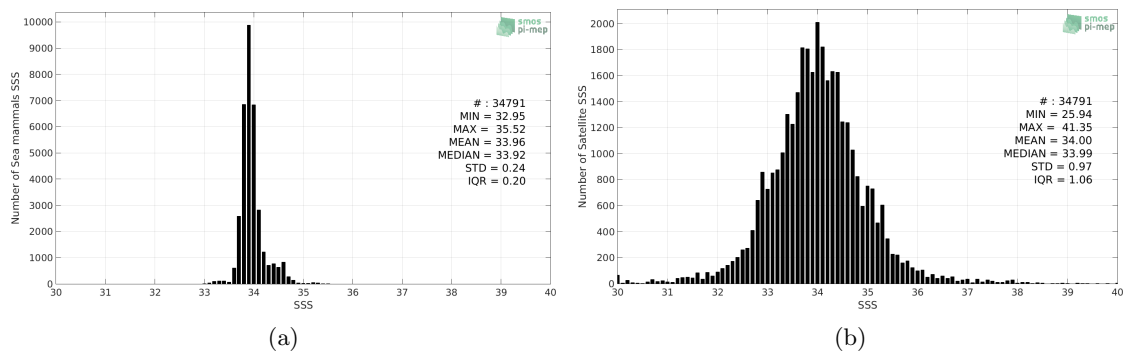 smos
pi-mep
Number of Sea mammals SSS
10000
9000
8000
7000
6000
5000
4000
3000
2000
1000
0
# : 34791
MIN = 32.95
MAX = 35.52
MEAN = 33.96
MEDIAN = 33.92
STD = 0.24
IQR = 0.20
30 31 32 33 34 35 36 37 38 39 40
SSS
(a)
smos
pi-mep
Number of Satellite SSS
2000
1800
1600
1400
1200
1000
800
600
400
200
0
# : 34791
MIN = 25.94
MAX = 41.35
MEAN = 34.00
MEDIAN = 33.99
STD = 0.97
IQR = 1.06
30 31 32 33 34 35 36 37 38 39 40
SSS
(b)